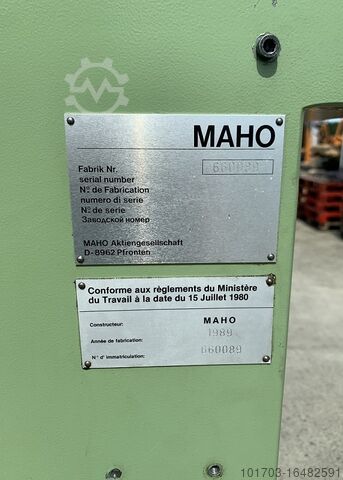 MAHO
Fabrik Nr.
660089
serial number
N.º de Fabrication
numero di serie
N.º de serie
Заводской номер
MAHO Aktiengesellschaft
D-8962 Pfronten
Conforme aux règlements du Ministère
du Travail à la date du 15 Juillet 1980
Constructeur: MAHO
Année de fabrication: 1989
N.º d' immatriculation: 660089
101703-16482591